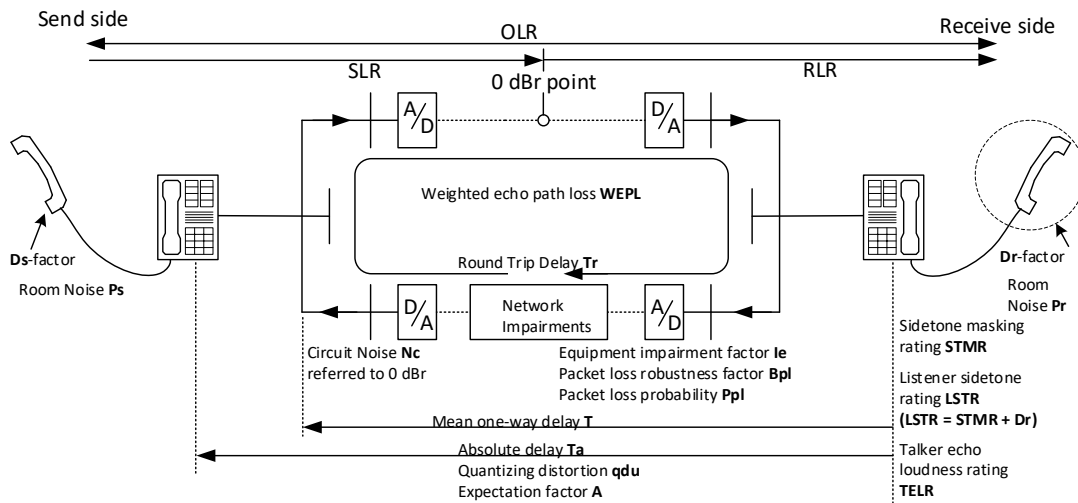 Send side
Receive side
OLR
SLR
RLR
0 dBr point
A/D
D/A
Weighted echo path loss WEPL
Ds-factor
Room Noise Ps
Dr-factor
Room
Noise Pr
Round Trip Delay Tr
D/A
Network
Impairments
A/D
Circuit Noise Nc
referred to 0 dBr
Equipment impairment factor Ie
Packet loss robustness factor Bpl
Packet loss probability Ppl
Sidetone masking
rating STMR
Listener sidetone
rating LSTR
(LSTR = STMR + Dr)
Mean one-way delay T
Absolute delay Ta
Quantizing distortion qdu
Expectation factor A
Talker echo
loudness rating
TELR